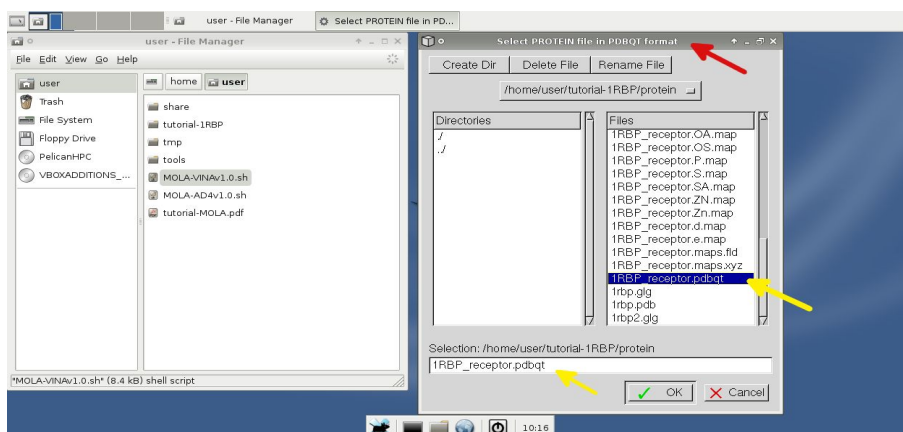 user - File Manager
Select PROTEIN file in PD...
user - File Manager
File Edit View Go Help
user
Trash
File System
Floppy Drive
PelicanHPC
VBOXADDITIONS_...
home user
share
tutorial-1RBP
tmp
tools
MOLA-VINAv1.0.sh
MOLA-AD4v1.0.sh
tutorial-MOLA.pdf
"MOLA-VINAv1.0.sh" (8.4 kB) shell script
Select PROTEIN file in PDBQT format
Create Dir Delete File Rename File
/home/user/tutorial-1RBP/protein
Directories
./
../
Files
1RBP_receptor.OA.map
1RBP_receptor.OS.map
1RBP_receptor.P.map
1RBP_receptor.S.map
1RBP_receptor.SA.map
1RBP_receptor.ZN.map
1RBP_receptor.Zn.map
1RBP_receptor.d.map
1RBP_receptor.e.map
1RBP_receptor.maps.fld
1RBP_receptor.maps.xyz
1RBP_receptor.pdbqt
1rbp.glg
1rbp.pdb
1rbp2.glg
Selection: /home/user/tutorial-1RBP/protein
1RBP_receptor.pdbqt
OK Cancel
10:16